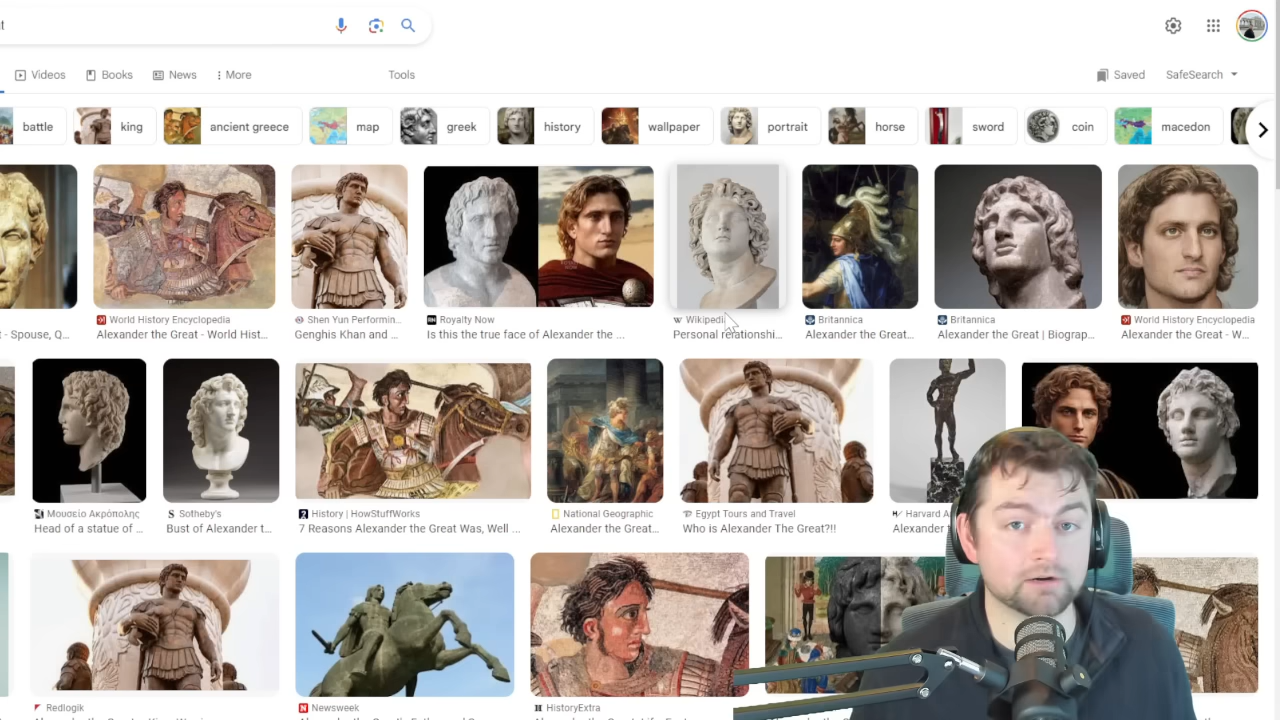 t
Videos
Books
News
More
Tools
Saved
SafeSearch
battle
king
ancient greece
map
greek
history
wallpaper
portrait
horse
sword
coin
macedon
World History Encyclopedia
Shen Yun Performin...
Royalty Now
Wikipedi
Britannica
Britannica
World History Encyclopedia
t - Spouse, Q...
Alexander the Great - World Hist...
Genghis Khan and ...
Is this the true face of Alexander the ...
Personal relationshi...
Alexander the Great...
Alexander the Great | Biograp...
Alexander the Great - W...
Μουσείο Ακρόπολης
Sotheby's
History | HowStuffWorks
National Geographic
Egypt Tours and Travel
Harvard A
Head of a statue of ...
Bust of Alexander t...
7 Reasons Alexander the Great Was, Well ...
Alexander the Great...
Who is Alexander The Great?!!
Alexander t
Redlogik
Newsweek
HistoryExtra